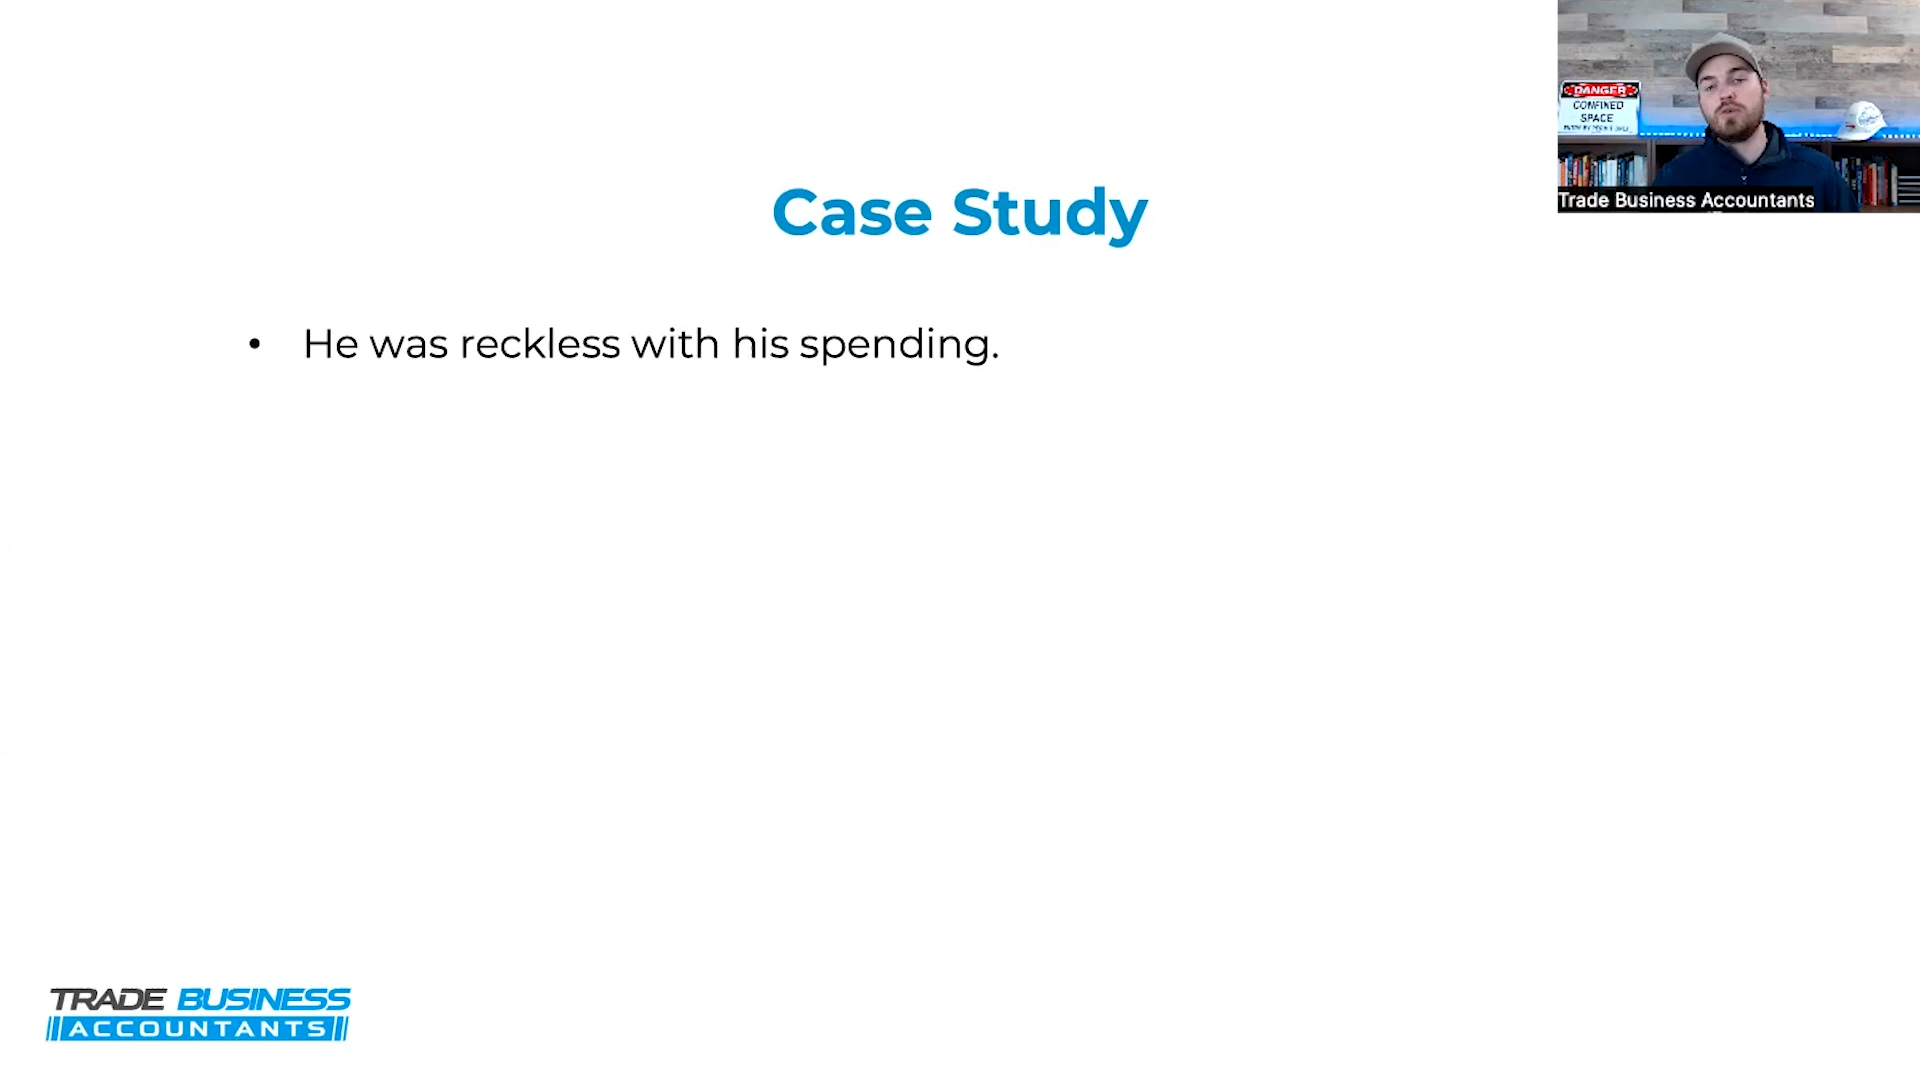 DANGER
CONFINED
SPACE
Trade Business Accountants
Case Study
• He was reckless with his spending.
TRADE BUSINESS
ACCOUNTANTS